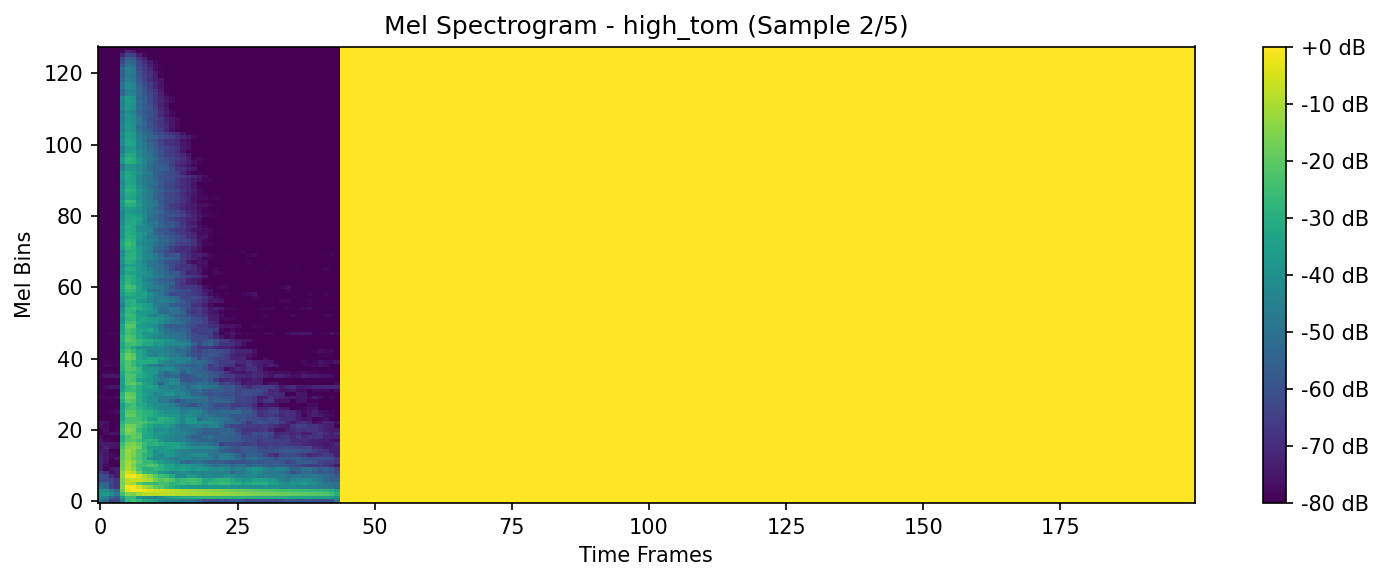 Mel Spectrogram - high_tom (Sample 2/5)
Mel Bins
120
100
80
60
40
20
0
0 25 50 75 100 125 150 175
Time Frames
+0 dB
-10 dB
-20 dB
-30 dB
-40 dB
-50 dB
-60 dB
-70 dB
-80 dB